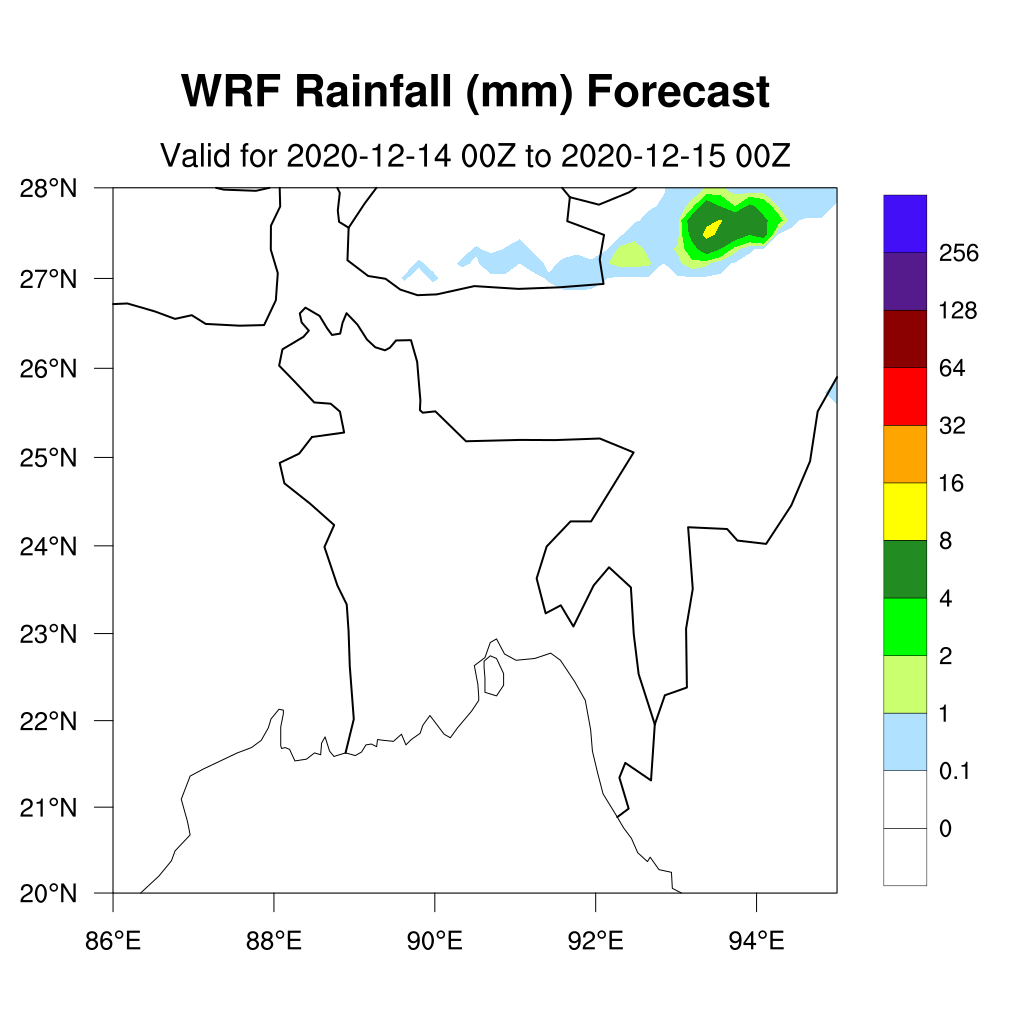 WRF Rainfall (mm) Forecast
Valid for 2020-12-14 00Z to 2020-12-15 00Z
28°N
27°N
26°N
25°N
24°N
23°N
22°N
21°N
20°N
86°E
88°E
90°E
92°E
94°E
256
128
64
32
16
8
4
2
1
0.1
0